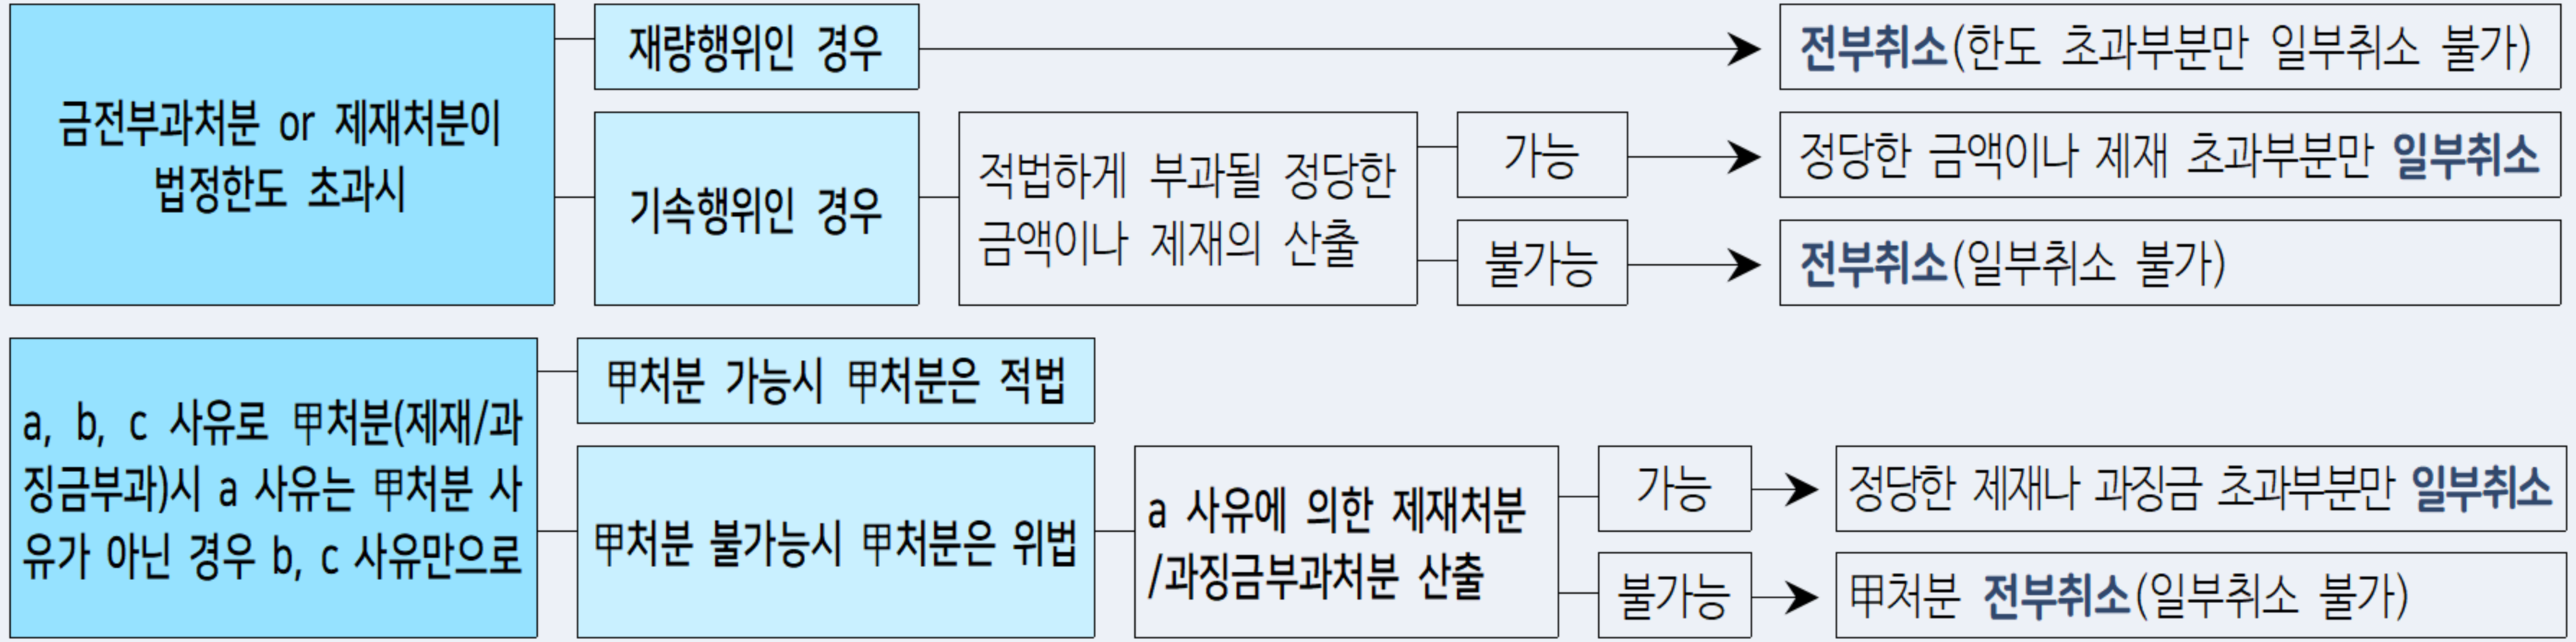 금전부과처분 or 제재처분이
법정한도 초과시
재량행위인 경우
전부취소(한도 초과부분만 일부취소 불가)
기속행위인 경우
적법하게 부과될 정당한
금액이나 제재의 산출
가능
정당한 금액이나 제재 초과부분만 일부취소
불가능
전부취소(일부취소 불가)
a, b, c 사유로 甲처분(제재/과
징금부과)시 a 사유는 甲처분 사
유가 아닌 경우 b, c 사유만으로
甲처분 가능시 甲처분은 적법
甲처분 불가능시 甲처분은 위법
a 사유에 의한 제재처분
/과징금부과처분 산출
가능
정당한 제재나 과징금 초과부분만 일부취소
불가능
甲처분 전부취소(일부취소 불가)